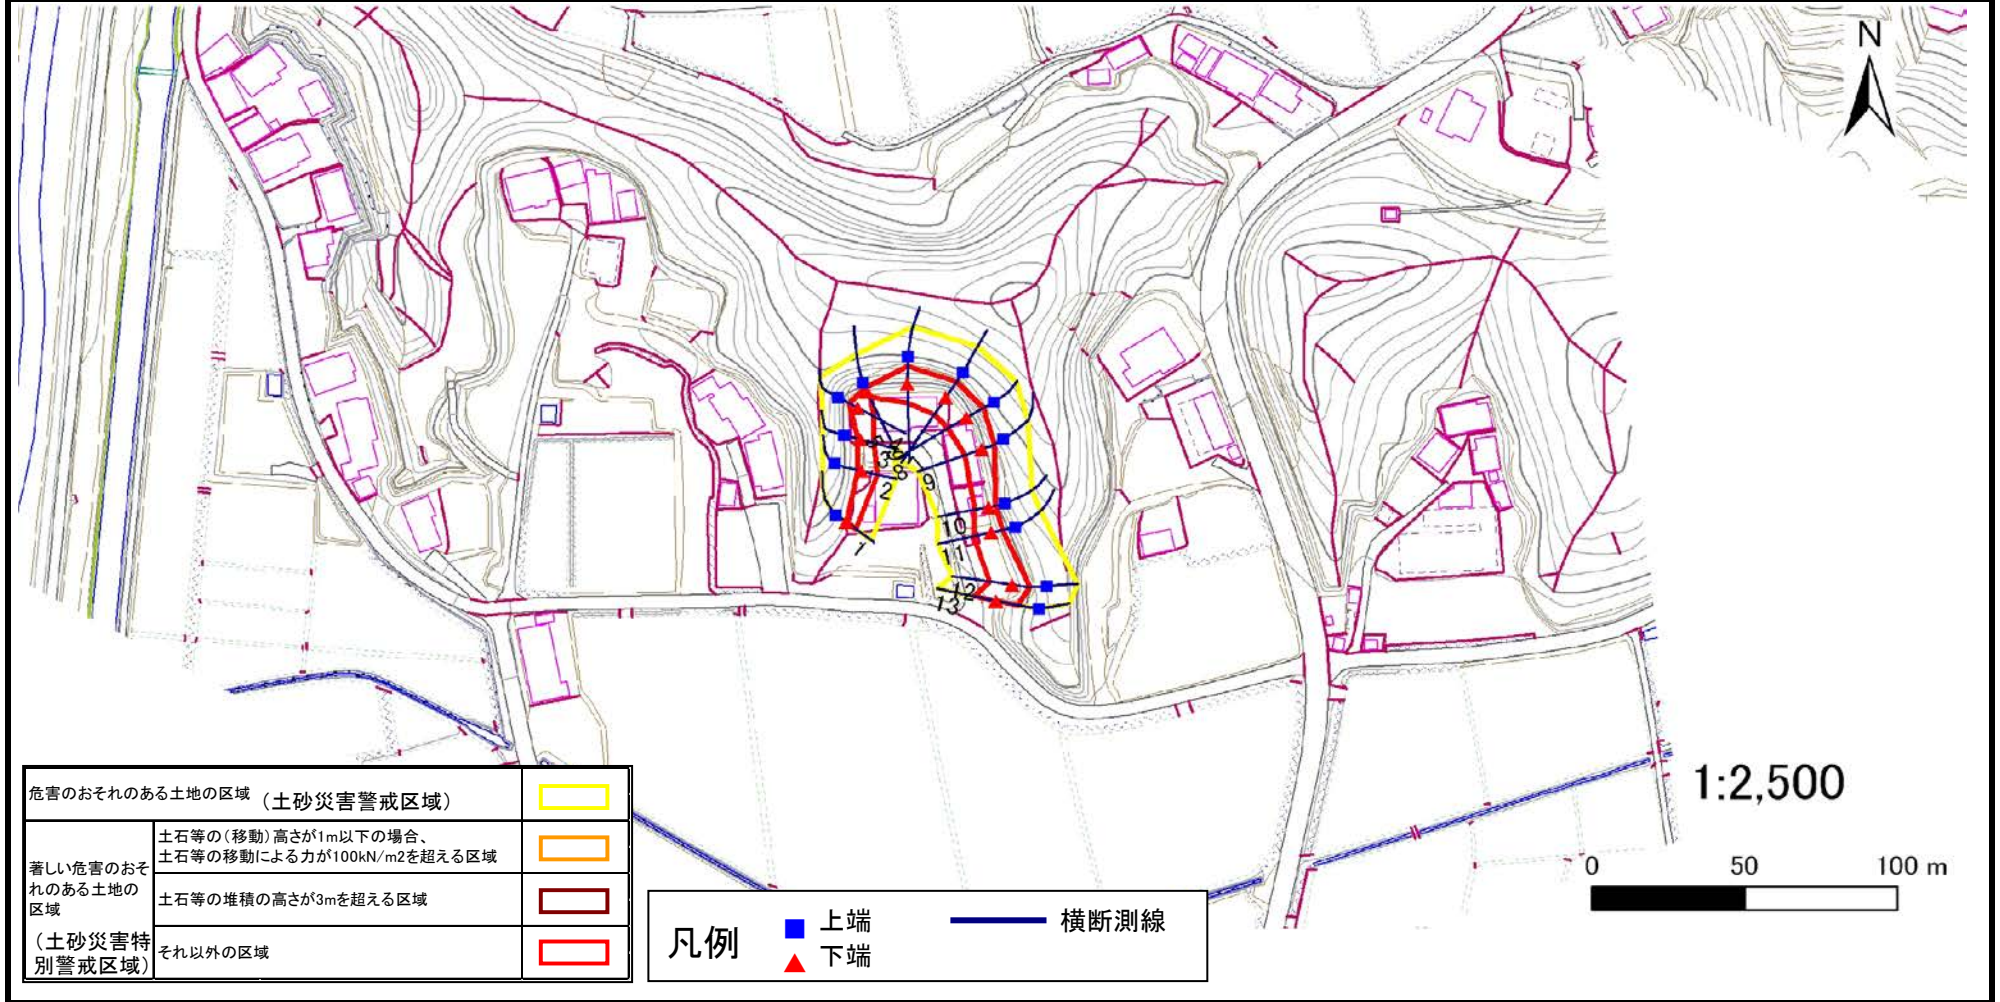 N
3
8
2
9
1
10
11
12
13
1:2,500
0 50 100 m
危害のおそれのある土地の区域 (土砂災害警戒区域)
著しい危害のおそ
れのある土地の
区域
(土砂災害特
別警戒区域)
土石等の(移動)高さが1m以下の場合、
土石等の移動による力が100kN/m2を超える区域
土石等の堆積の高さが3mを超える区域
それ以外の区域
凡例
上端
下端
横断測線